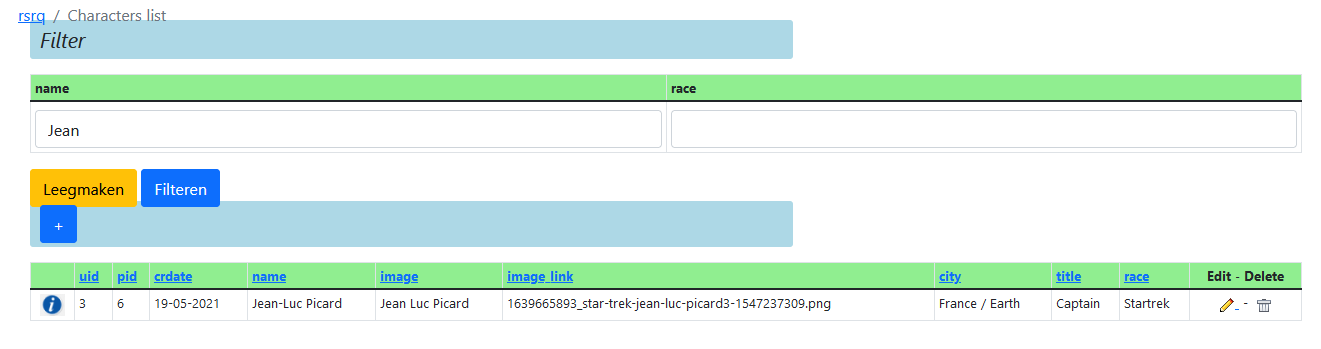 rsrq / Characters list
Filter
name race
Jean
Leegmaken Filteren
+
uid pid crdate name image image_link city title race Edit - Delete
3 6 19-05-2021 Jean-Luc Picard Jean Luc Picard 1639665893_star-trek-jean-luc-picard3-1547237309.png France / Earth Captain Startrek -